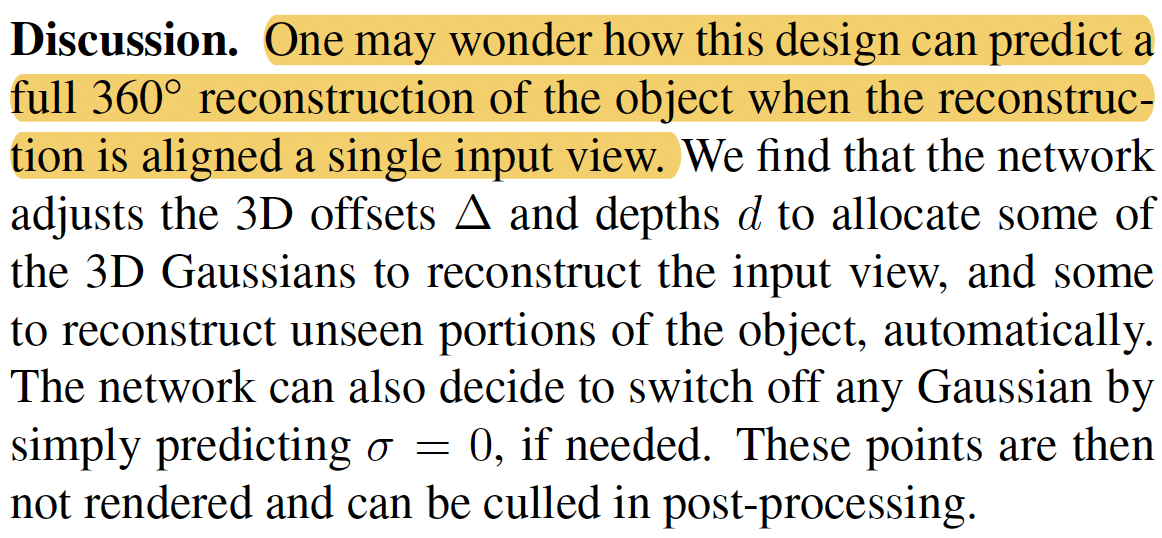 Discussion. One may wonder how this design can predict a
full 360° reconstruction of the object when the reconstruc-
tion is aligned a single input view. We find that the network
adjusts the 3D offsets Δ and depths d to allocate some of
the 3D Gaussians to reconstruct the input view, and some
to reconstruct unseen portions of the object, automatically.
The network can also decide to switch off any Gaussian by
simply predicting σ = 0, if needed. These points are then
not rendered and can be culled in post-processing.